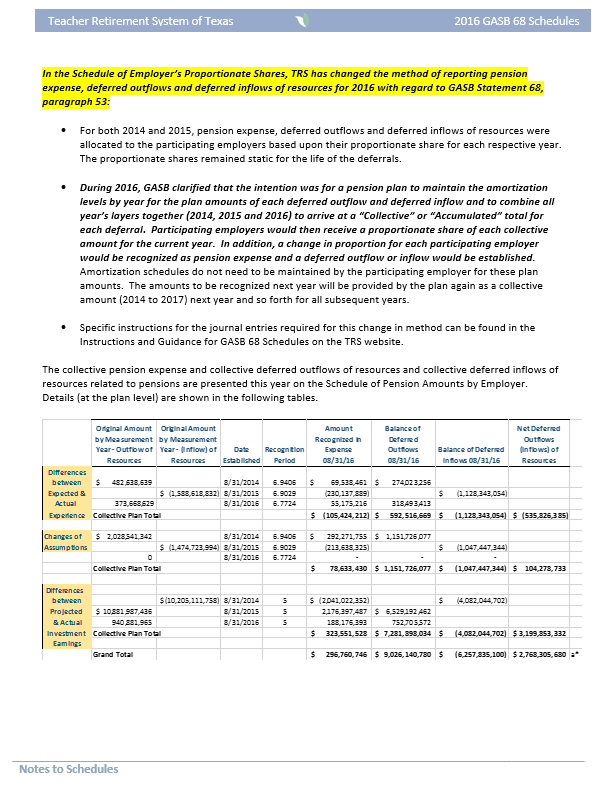 Teacher Retirement System of Texas 2016 GASB 68 Schedules
In the Schedule of Employer's Proportionate Shares, TRS has changed the method of reporting pension
expense, deferred outflows and deferred inflows of resources for 2016 with regard to GASB Statement 68,
paragraph 53:
• For both 2014 and 2015, pension expense, deferred outflows and deferred inflows of resources were
allocated to the participating employers based upon their proportionate share for each respective year.
The proportionate shares remained static for the life of the deferrals.
• During 2016, GASB clarified that the intention was for a pension plan to maintain the amortization
levels by year for the plan amounts of each deferred outflow and deferred inflow and to combine all
year's layers together (2014, 2015 and 2016) to arrive at a "Collective" or "Accumulated" total for
each deferral. Participating employers would then receive a proportionate share of each collective
amount for the current year. In addition, a change in proportion for each participating employer
would be recognized as pension expense and a deferred outflow or inflow would be established.
Amortization schedules do not need to be maintained by the participating employer for these plan
amounts. The amounts to be recognized next year will be provided by the plan again as a collective
amount (2014 to 2017) next year and so forth for all subsequent years.
• Specific instructions for the journal entries required for this change in method can be found in the
Instructions and Guidance for GASB 68 Schedules on the TRS website.
The collective pension expense and collective deferred outflows of resources and collective deferred inflows of
resources related to pensions are presented this year on the Schedule of Pension Amounts by Employer.
Details (at the plan level) are shown in the following tables.
Original Amount Original Amount Amount Balance of Net Deferred
by Measurement by Measurement Recognized in Deferred Outflows
Year - Outflow of Year - (Inflow) of Date Recognition Expense Outflows Balance of Deferred (Inflows) of
Resources Resources Established Period 08/31/16 08/31/16 Inflows 08/31/16 Resources
Differences
between $ 482,638,639 8/31/2014 6.9406 $ 69,538,461 $ 274,023,256
Expected & $ (1,588,618,832) 8/31/2015 6.9029 (230,137,889) $ (1,128,343,054)
Actual 373,668,629 8/31/2016 6.7724 55,175,216 318,493,413
Experience Collective Plan Total $ (105,424,212) $ 592,516,669 $ (1,128,343,054) $ (535,826,385)
Changes of $ 2,028,541,342 8/31/2014 6.9406 $ 292,271,755 $ 1,151,726,077
Assumptions $ (1,474,723,994) 8/31/2015 6.9029 (213,638,325) $ (1,047,447,344)
0 8/31/2016 6.7724 - - -
Collective Plan Total $ 78,633,430 $ 1,151,726,077 $ (1,047,447,344) $ 104,278,733
Differences
between $(10,205,111,758) 8/31/2014 5 $ (2,041,022,352) $ (4,082,044,702)
Projected $ 10,881,987,436 8/31/2015 5 2,176,397,487 $ 6,529,192,462
& Actual 940,881,965 8/31/2016 5 188,176,393 752,705,572
Investment Collective Plan Total $ 323,551,528 $ 7,281,898,034 $ (4,082,044,702) $ 3,199,853,332
Earnings
Grand Total $ 296,760,746 $ 9,026,140,780 $ (6,257,835,100) $ 2,768,305,680 a*
Notes to Schedules